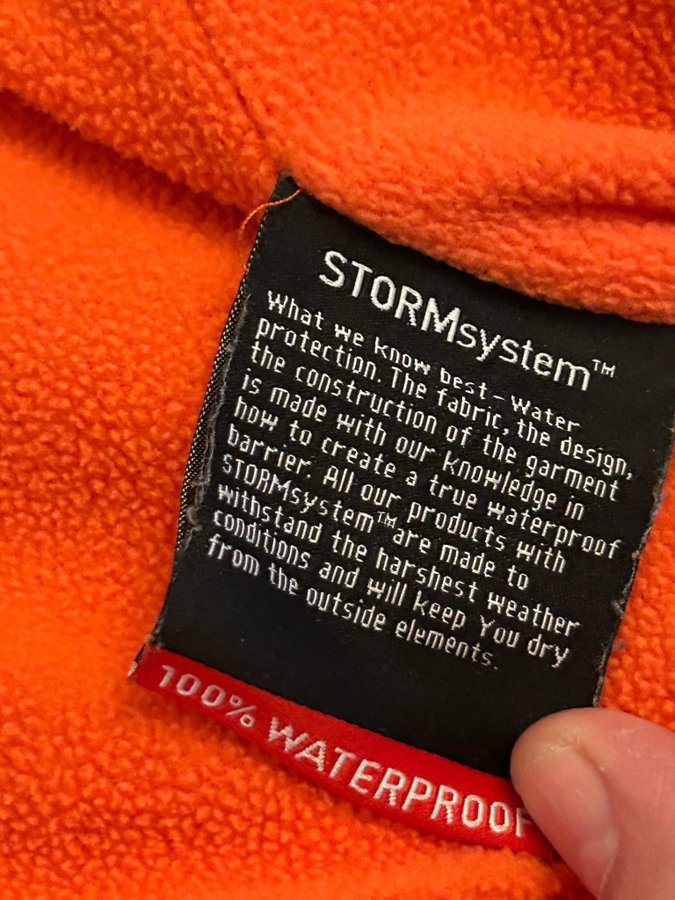 STORMsystem™
What we know best - Water
protection. The fabric, the design,
the construction of the garment
is made with our knowledge in
how to create a true waterproof
barrier. All our products with
STORMsystem™ are made to
withstand the harshest weather
conditions and will keep You dry
from the outside elements.
100% WATERPROOF